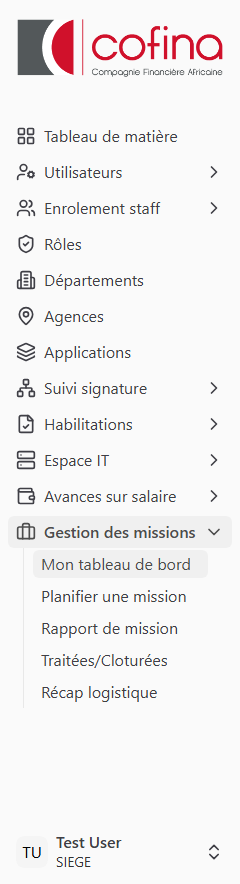 cofina
Compagnie Financière Africaine
Tableau de matière
Utilisateurs
Enrolement staff
Rôles
Départements
Agences
Applications
Suivi signature
Habilitations
Espace IT
Avances sur salaire
Gestion des missions
Mon tableau de bord
Planifier une mission
Rapport de mission
Traitées/Cloturées
Récap logistique
TU
Test User
SIEGE